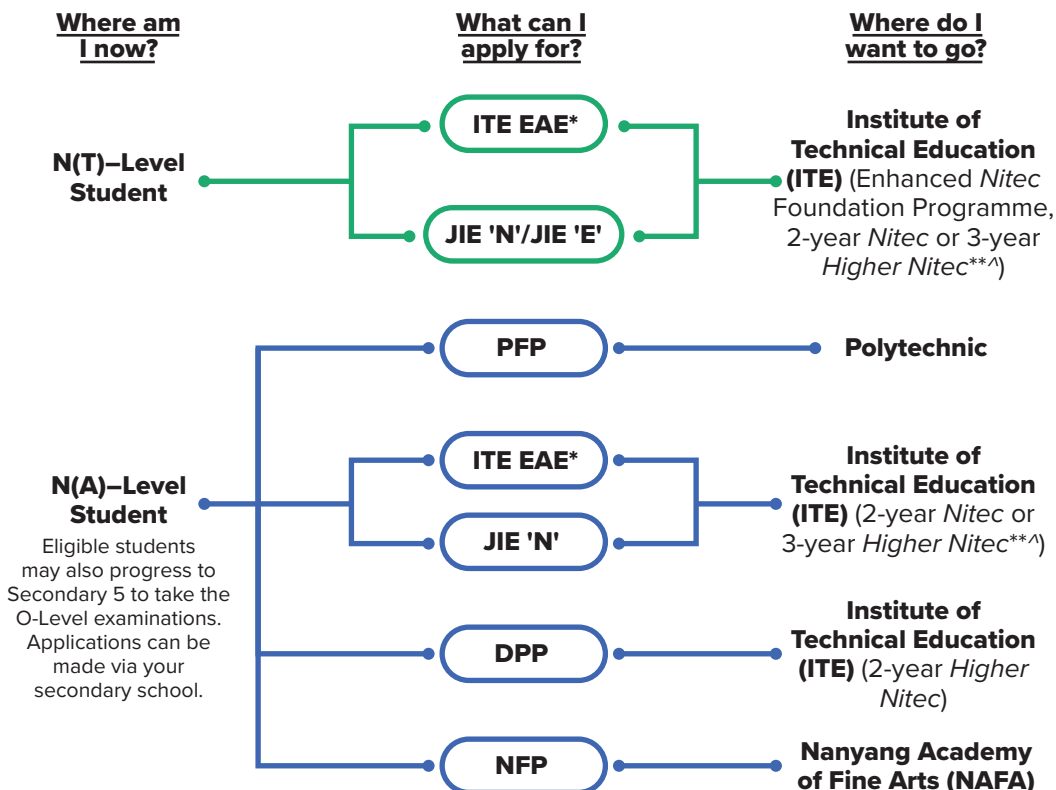 Where am
I now?
What can I
apply for?
Where do I
want to go?
N(T)–Level
Student
ITE EAE*
JIE 'N'/JIE 'E'
Institute of
Technical Education
(ITE) (Enhanced Nitec
Foundation Programme,
2-year Nitec or 3-year
Higher Nitec**^)
N(A)–Level
Student
Eligible students
may also progress to
Secondary 5 to take the
O-Level examinations.
Applications can be
made via your
secondary school.
PFP
Polytechnic
ITE EAE*
JIE 'N'
Institute of
Technical Education
(ITE) (2-year Nitec or
3-year Higher Nitec**^)
DPP
Institute of
Technical Education
(ITE) (2-year Higher
Nitec)
NFP
Nanyang Academy
of Fine Arts (NAFA)